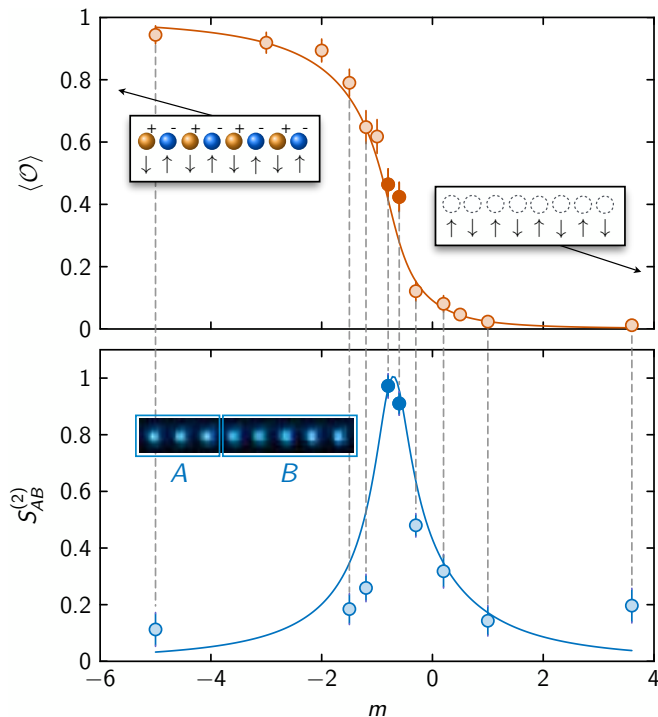 1
0.8
0.6
0.4
0.2
0
⟨𝒪⟩
+ - + - + - + -
↓ ↑ ↓ ↑ ↓ ↑ ↓ ↑
↑ ↓ ↑ ↓ ↑ ↓ ↑ ↓
1
0.8
0.6
0.4
0.2
0
S_{AB}^{(2)}
A B
−6 −4 −2 0 2 4
m